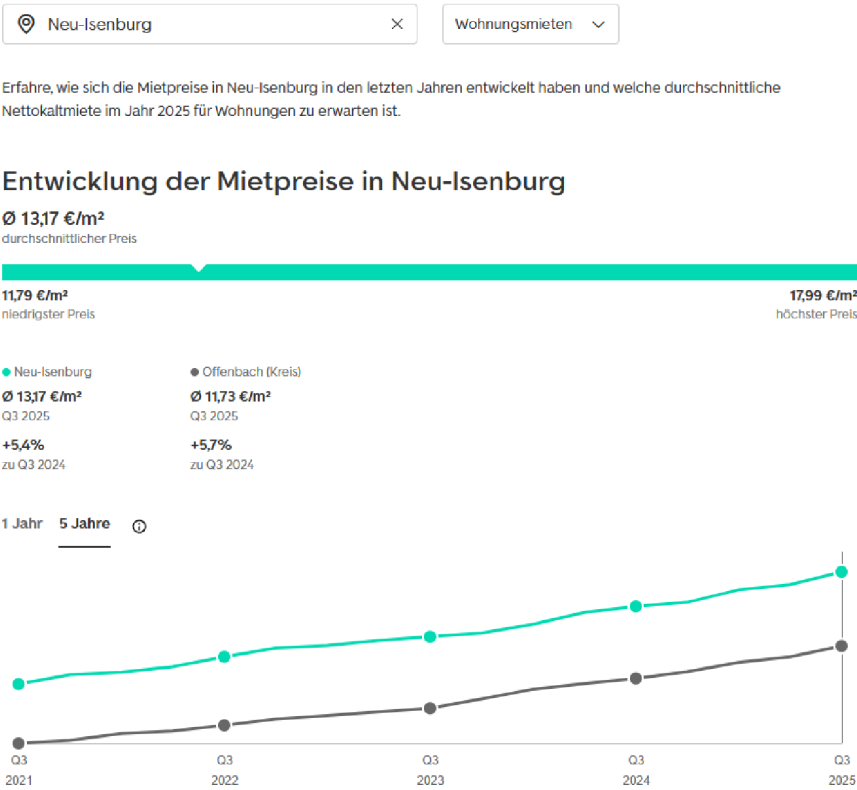 Neu-Isenburg
Wohnungsmieten
Erfahre, wie sich die Mietpreise in Neu-Isenburg in den letzten Jahren entwickelt haben und welche durchschnittliche
Nettokaltmiete im Jahr 2025 für Wohnungen zu erwarten ist.
Entwicklung der Mietpreise in Neu-Isenburg
Ø 13,17 €/m²
durchschnittlicher Preis
11,79 €/m² 17,99 €/m²
niedrigster Preis höchster Preis
Neu-Isenburg Offenbach (Kreis)
Ø 13,17 €/m² Ø 11,73 €/m²
Q3 2025 Q3 2025
+5,4% +5,7%
zu Q3 2024 zu Q3 2024
1 Jahr 5 Jahre
Q3 Q3 Q3 Q3 Q3
2021 2022 2023 2024 2025